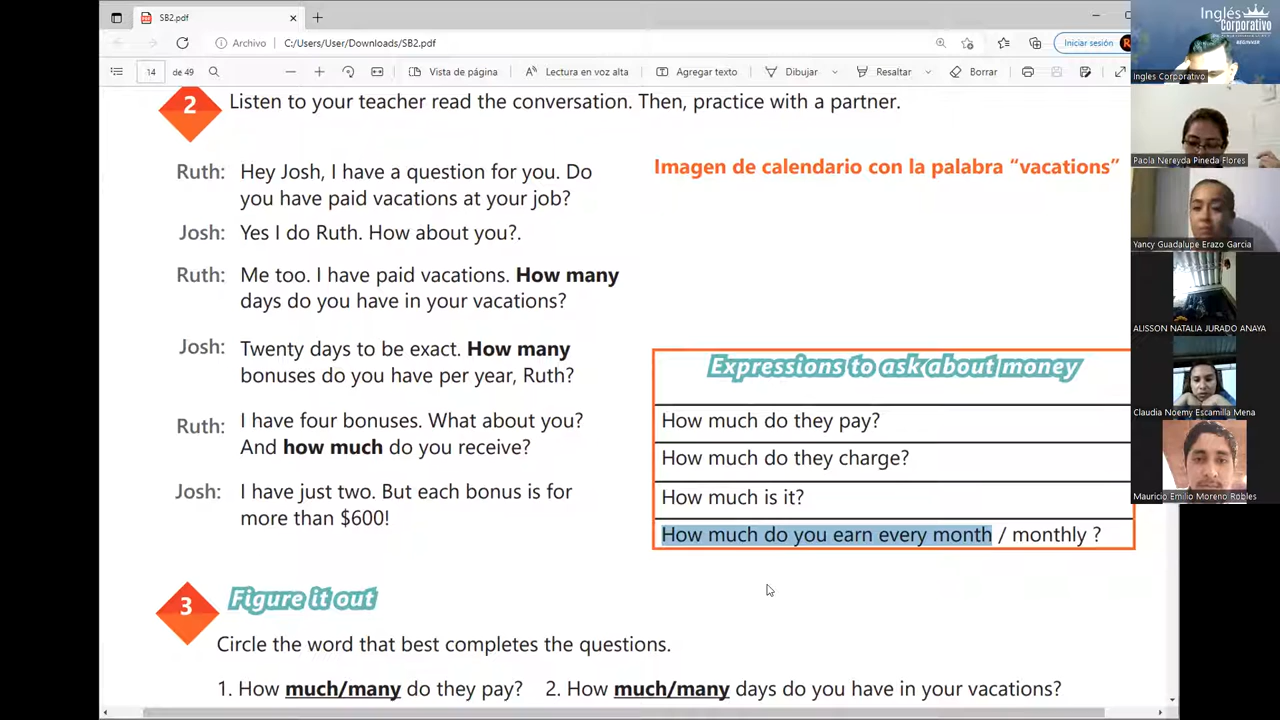 SB2.pdf
Archivo
C:/Users/User/Downloads/SB2.pdf
Iniciar sesión
14
de 49
Vista de página
Lectura en voz alta
Agregar texto
Dibujar
Resaltar
Borrar
2
Listen to your teacher read the conversation. Then, practice with a partner.
Ruth: Hey Josh, I have a question for you. Do
you have paid vacations at your job?
Josh: Yes I do Ruth. How about you?.
Ruth: Me too. I have paid vacations. How many
days do you have in your vacations?
Josh: Twenty days to be exact. How many
bonuses do you have per year, Ruth?
Ruth: I have four bonuses. What about you?
And how much do you receive?
Josh: I have just two. But each bonus is for
more than $600!
Imagen de calendario con la palabra “vacations”
Expressions to ask about money
How much do they pay?
How much do they charge?
How much is it?
How much do you earn every month / monthly ?
3
Figure it out
Circle the word that best completes the questions.
1. How much/many do they pay?
2. How much/many days do you have in your vacations?
Inglés
Corporativo
BEGINNER
Ingles Corporativo
Paola Nereyda Pineda Flores
Yancy Guadalupe Erazo Garcia
ALISSON NATALIA JURADO ANAYA
Claudia Noemy Escamilla Mena
Mauricio Emilio Moreno Robles